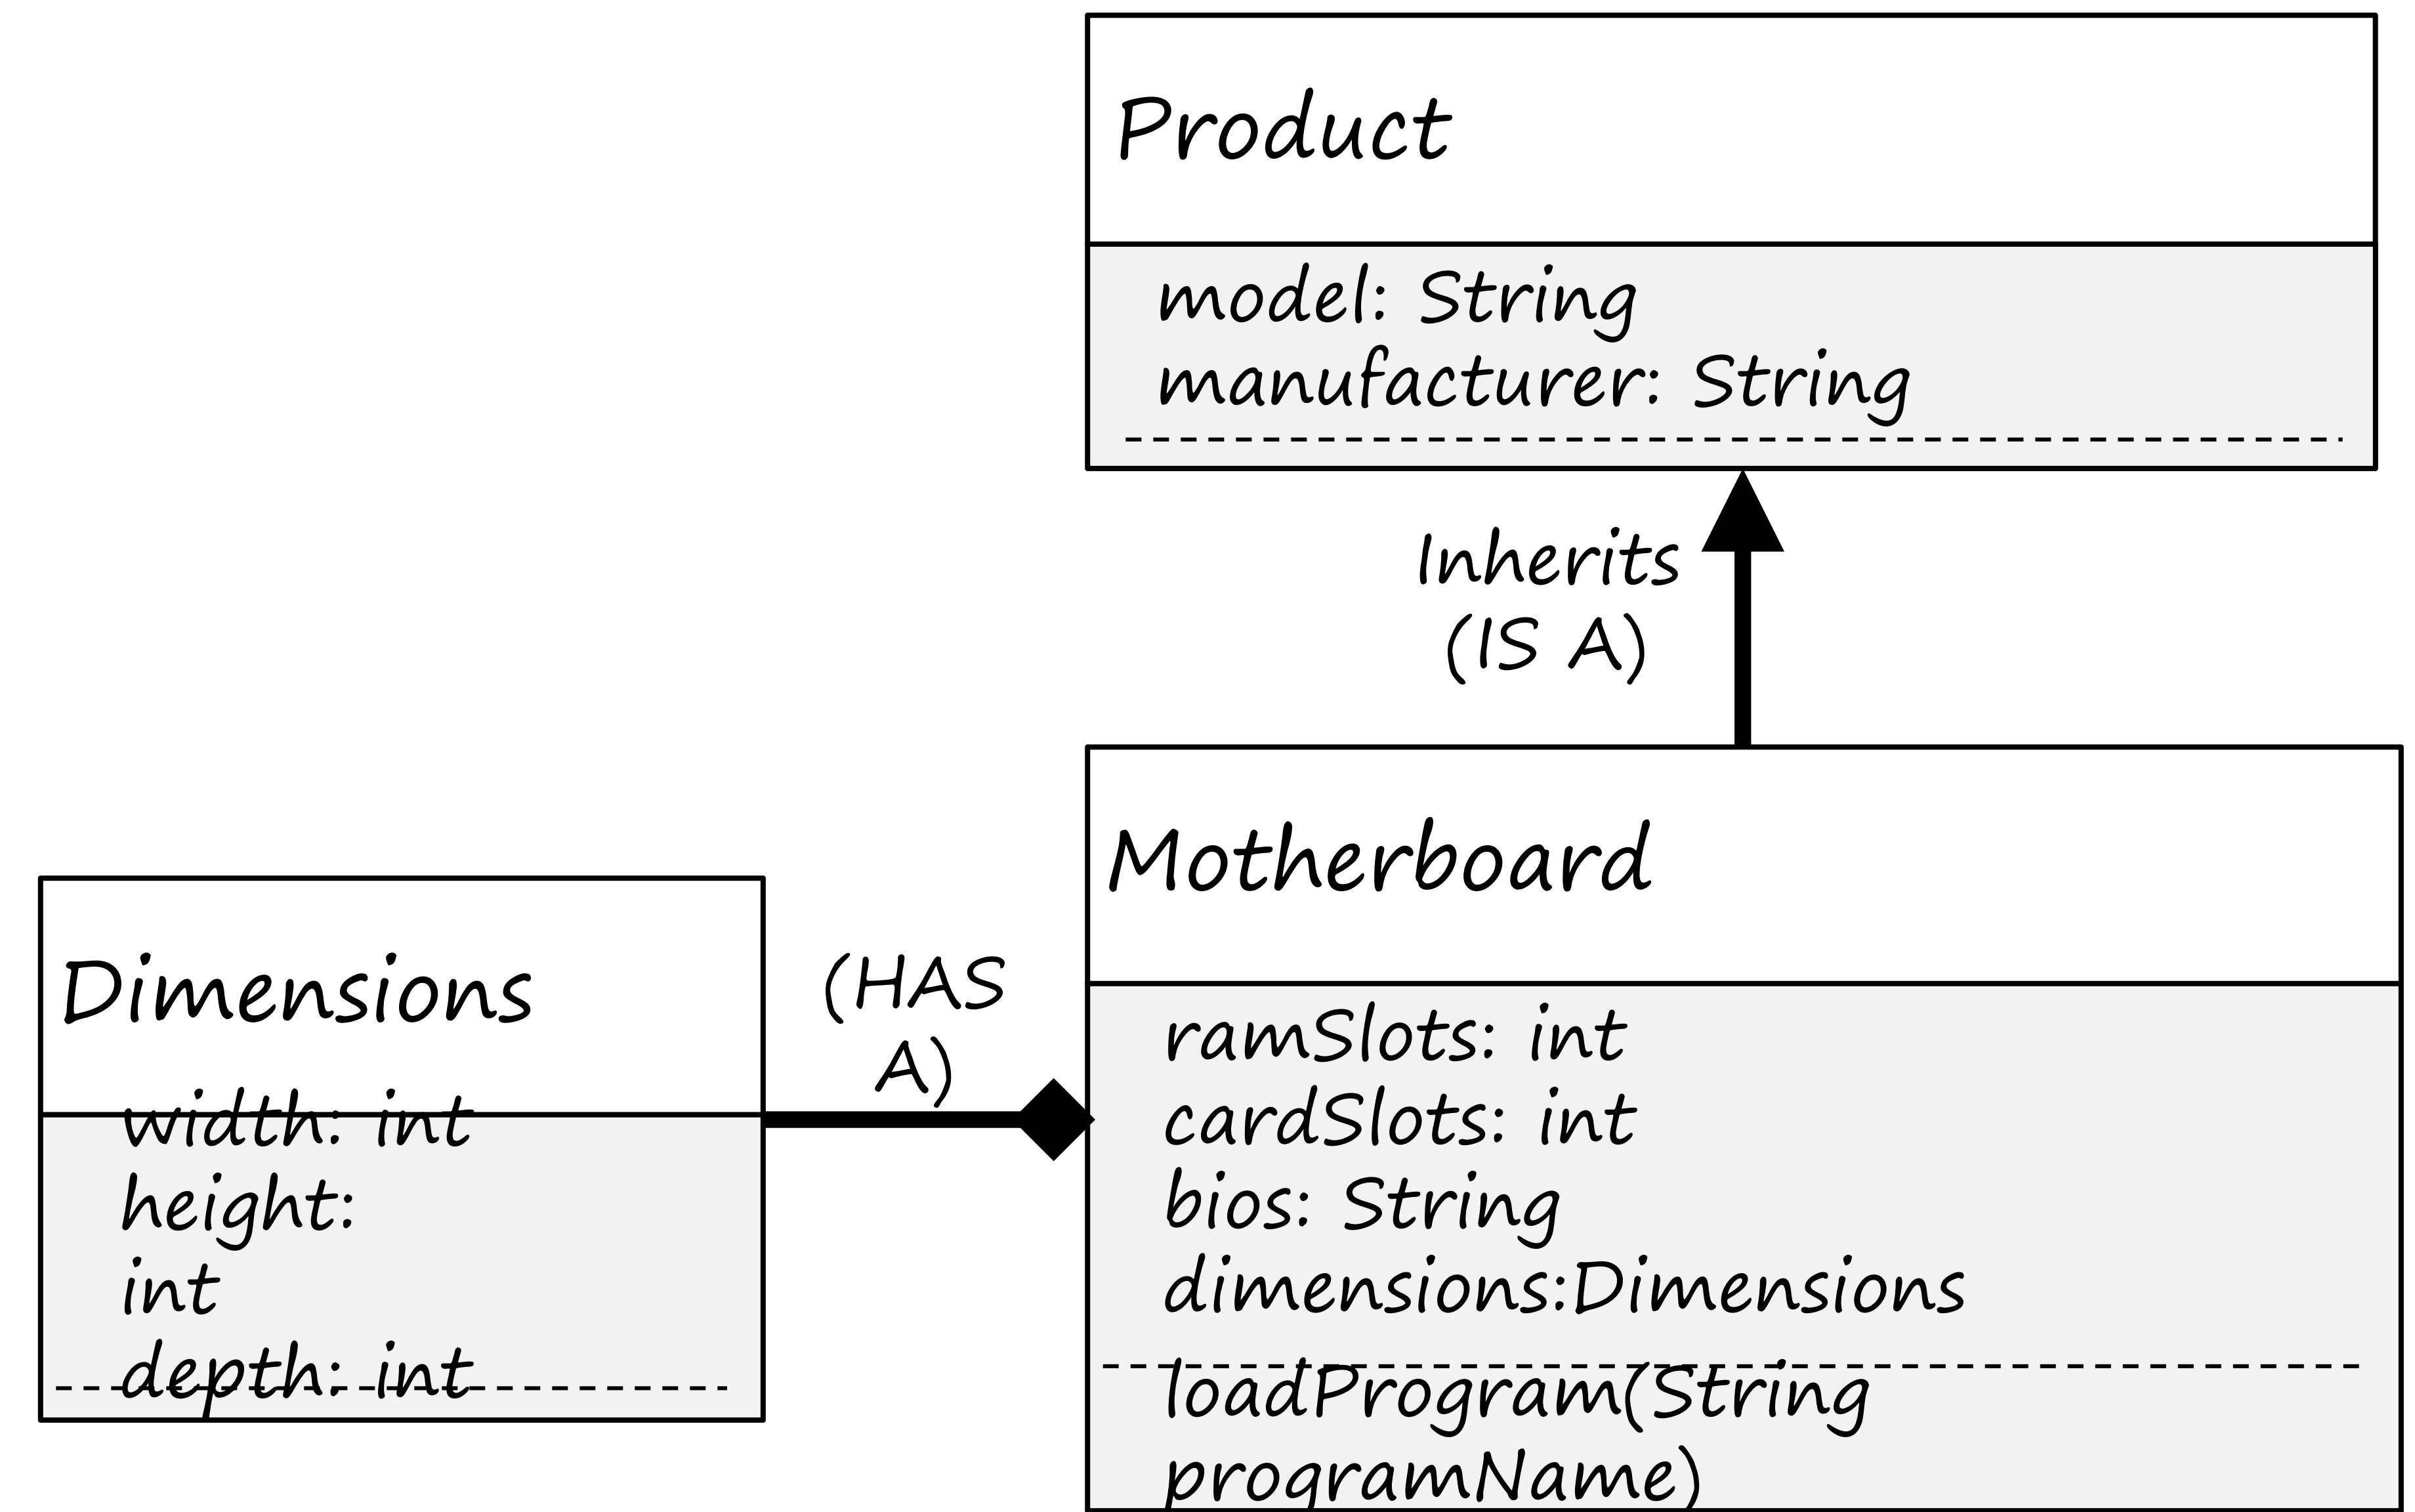 Product
model: String
manufacturer: String
Inherits
(IS A)
Motherboard
ramSlots: int
cardSlots: int
bios: String
dimensions:Dimensions
loadProgram(String
programName)
(HAS
A)
Dimensions
width: int
height:
int
depth: int